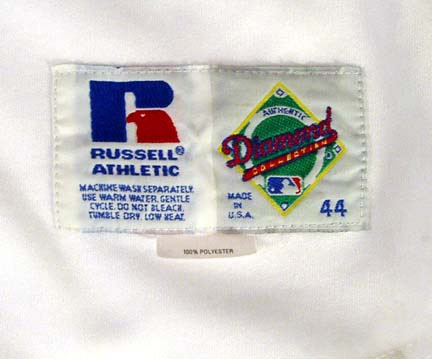 RUSSELL®
ATHLETIC
MACHINE WASH SEPARATELY.
USE WARM WATER, GENTLE
CYCLE. DO NOT BLEACH.
TUMBLE DRY, LOW HEAT.
AUTHENTIC
Diamond
COLLECTION
MADE
IN
U.S.A.
44
100% POLYESTER